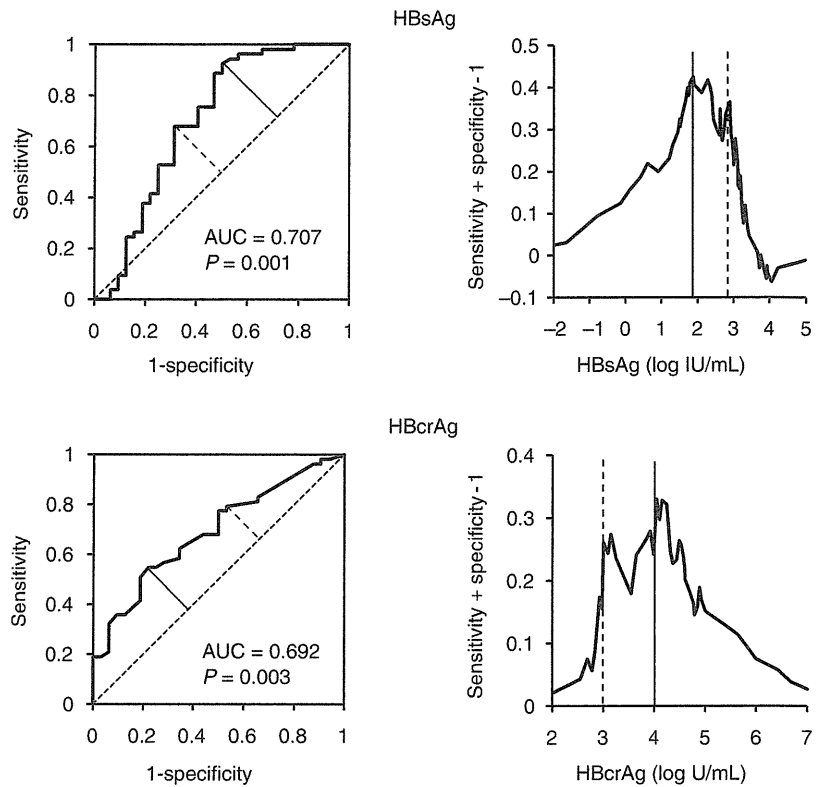 HBsAg
1
0.8
0.6
0.4
0.2
0
Sensitivity
AUC = 0.707
P = 0.001
0 0.2 0.4 0.6 0.8 1
1-specificity
0.5
0.4
0.3
0.2
0.1
0
–0.1
Sensitivity + specificity - 1
–2 –1 0 1 2 3 4 5
HBsAg (log IU/mL)
HBcrAg
1
0.8
0.6
0.4
0.2
0
Sensitivity
AUC = 0.692
P = 0.003
0 0.2 0.4 0.6 0.8 1
1-specificity
0.4
0.3
0.2
0.1
0
Sensitivity + specificity - 1
2 3 4 5 6 7
HBcrAg (log U/mL)